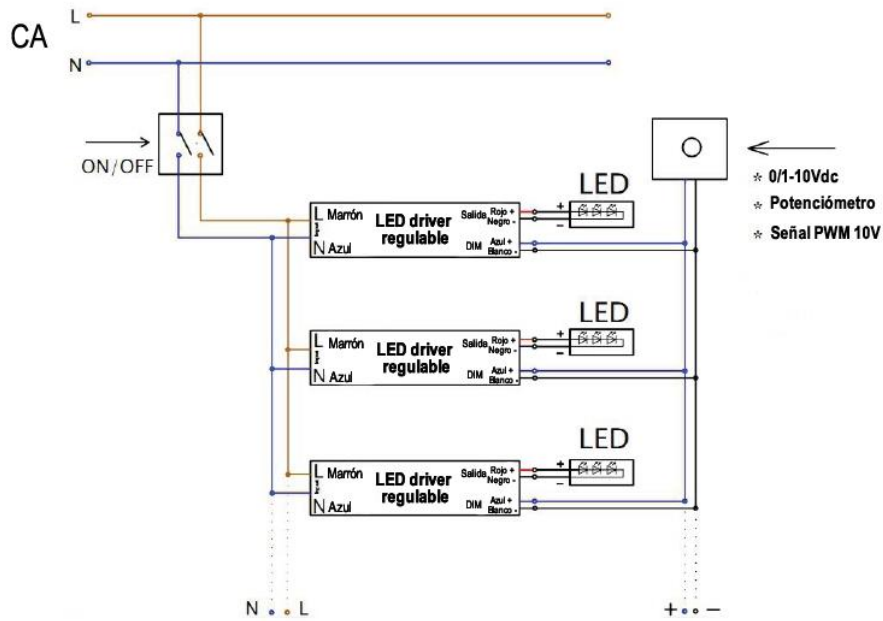 L
CA
N
ON/OFF
* 0/1-10Vdc
* Potenciómetro
* Señal PWM 10V
LED
L Marrón
N Azul
LED driver
regulable
Salida Rojo +
Negro -
DIM Azul +
Blanco -
+
−
LED
L Marrón
N Azul
LED driver
regulable
Salida Rojo +
Negro -
DIM Azul +
Blanco -
+
−
LED
L Marrón
N Azul
LED driver
regulable
Salida Rojo +
Negro -
DIM Azul +
Blanco -
+
−
N L
+ −